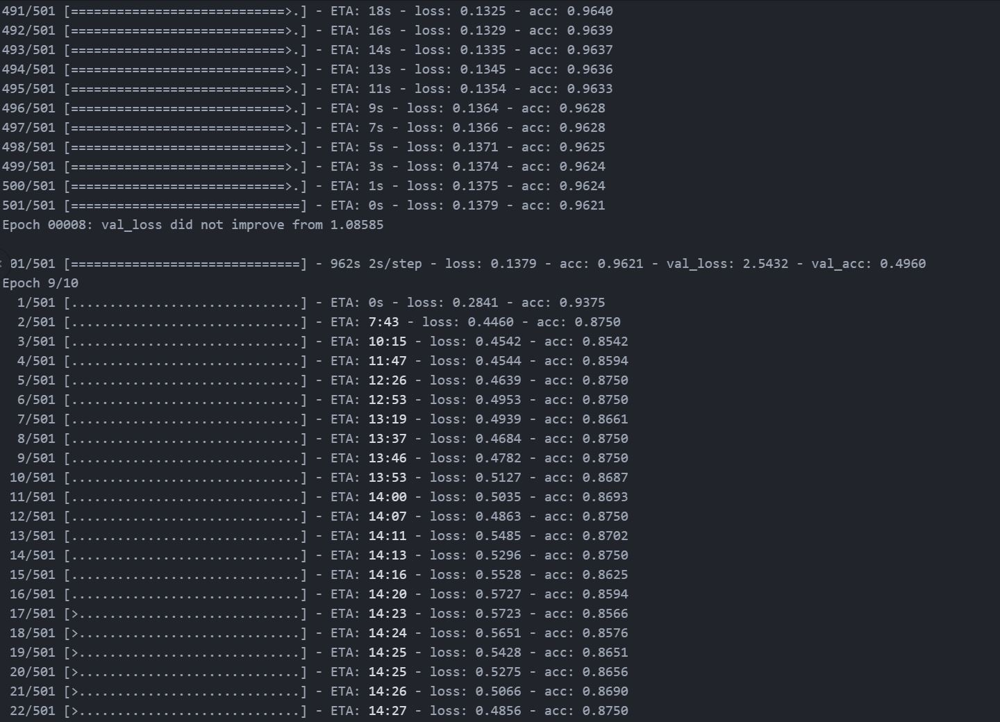 491/501 [============================>.] - ETA: 18s - loss: 0.1325 - acc: 0.9640
492/501 [============================>.] - ETA: 16s - loss: 0.1329 - acc: 0.9639
493/501 [============================>.] - ETA: 14s - loss: 0.1335 - acc: 0.9637
494/501 [============================>.] - ETA: 13s - loss: 0.1345 - acc: 0.9636
495/501 [============================>.] - ETA: 11s - loss: 0.1354 - acc: 0.9633
496/501 [============================>.] - ETA: 9s - loss: 0.1364 - acc: 0.9628
497/501 [============================>.] - ETA: 7s - loss: 0.1366 - acc: 0.9628
498/501 [============================>.] - ETA: 5s - loss: 0.1371 - acc: 0.9625
499/501 [============================>.] - ETA: 3s - loss: 0.1374 - acc: 0.9624
500/501 [============================>.] - ETA: 1s - loss: 0.1375 - acc: 0.9624
501/501 [==============================] - ETA: 0s - loss: 0.1379 - acc: 0.9621
Epoch 00008: val_loss did not improve from 1.08585
01/501 [==============================] - 962s 2s/step - loss: 0.1379 - acc: 0.9621 - val_loss: 2.5432 - val_acc: 0.4960
Epoch 9/10
1/501 [..............................] - ETA: 0s - loss: 0.2841 - acc: 0.9375
2/501 [..............................] - ETA: 7:43 - loss: 0.4460 - acc: 0.8750
3/501 [..............................] - ETA: 10:15 - loss: 0.4542 - acc: 0.8542
4/501 [..............................] - ETA: 11:47 - loss: 0.4544 - acc: 0.8594
5/501 [..............................] - ETA: 12:26 - loss: 0.4639 - acc: 0.8750
6/501 [..............................] - ETA: 12:53 - loss: 0.4953 - acc: 0.8750
7/501 [..............................] - ETA: 13:19 - loss: 0.4939 - acc: 0.8661
8/501 [..............................] - ETA: 13:37 - loss: 0.4684 - acc: 0.8750
9/501 [..............................] - ETA: 13:46 - loss: 0.4782 - acc: 0.8750
10/501 [..............................] - ETA: 13:53 - loss: 0.5127 - acc: 0.8687
11/501 [..............................] - ETA: 14:00 - loss: 0.5035 - acc: 0.8693
12/501 [..............................] - ETA: 14:07 - loss: 0.4863 - acc: 0.8750
13/501 [..............................] - ETA: 14:11 - loss: 0.5485 - acc: 0.8702
14/501 [..............................] - ETA: 14:13 - loss: 0.5296 - acc: 0.8750
15/501 [..............................] - ETA: 14:16 - loss: 0.5528 - acc: 0.8625
16/501 [..............................] - ETA: 14:20 - loss: 0.5727 - acc: 0.8594
17/501 [>.............................] - ETA: 14:23 - loss: 0.5723 - acc: 0.8566
18/501 [>.............................] - ETA: 14:24 - loss: 0.5651 - acc: 0.8576
19/501 [>.............................] - ETA: 14:25 - loss: 0.5428 - acc: 0.8651
20/501 [>.............................] - ETA: 14:25 - loss: 0.5275 - acc: 0.8656
21/501 [>.............................] - ETA: 14:26 - loss: 0.5066 - acc: 0.8690
22/501 [>.............................] - ETA: 14:27 - loss: 0.4856 - acc: 0.8750